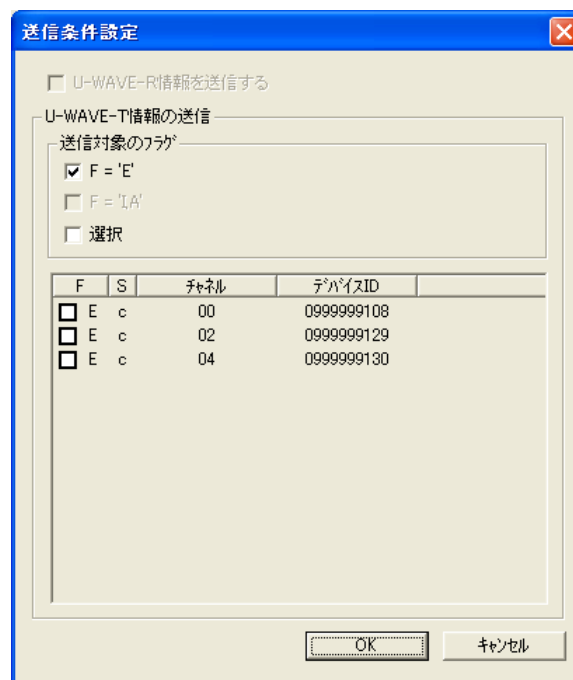 送信条件設定
U-WAVE-R情報を送信する
U-WAVE-T情報の送信
送信対象のフラグ
F = 'E'
F = 'I,A'
選択
F S チャネル デバイスID
E c 00 0999999108
E c 02 0999999129
E c 04 0999999130
OK キャンセル